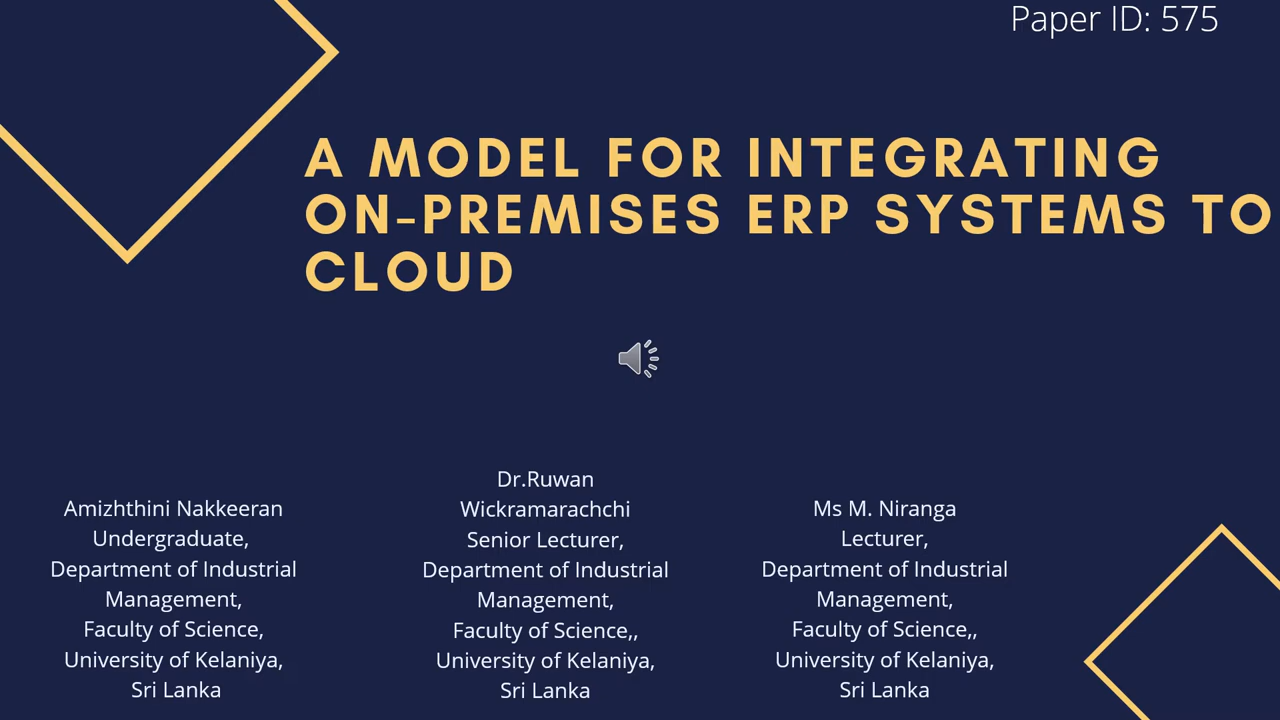 Paper ID: 575
A MODEL FOR INTEGRATING
ON-PREMISES ERP SYSTEMS TO
CLOUD
Amizhthini Nakkeeran
Undergraduate,
Department of Industrial
Management,
Faculty of Science,
University of Kelaniya,
Sri Lanka
Dr.Ruwan
Wickramarachchi
Senior Lecturer,
Department of Industrial
Management,
Faculty of Science,,
University of Kelaniya,
Sri Lanka
Ms M. Niranga
Lecturer,
Department of Industrial
Management,
Faculty of Science,,
University of Kelaniya,
Sri Lanka